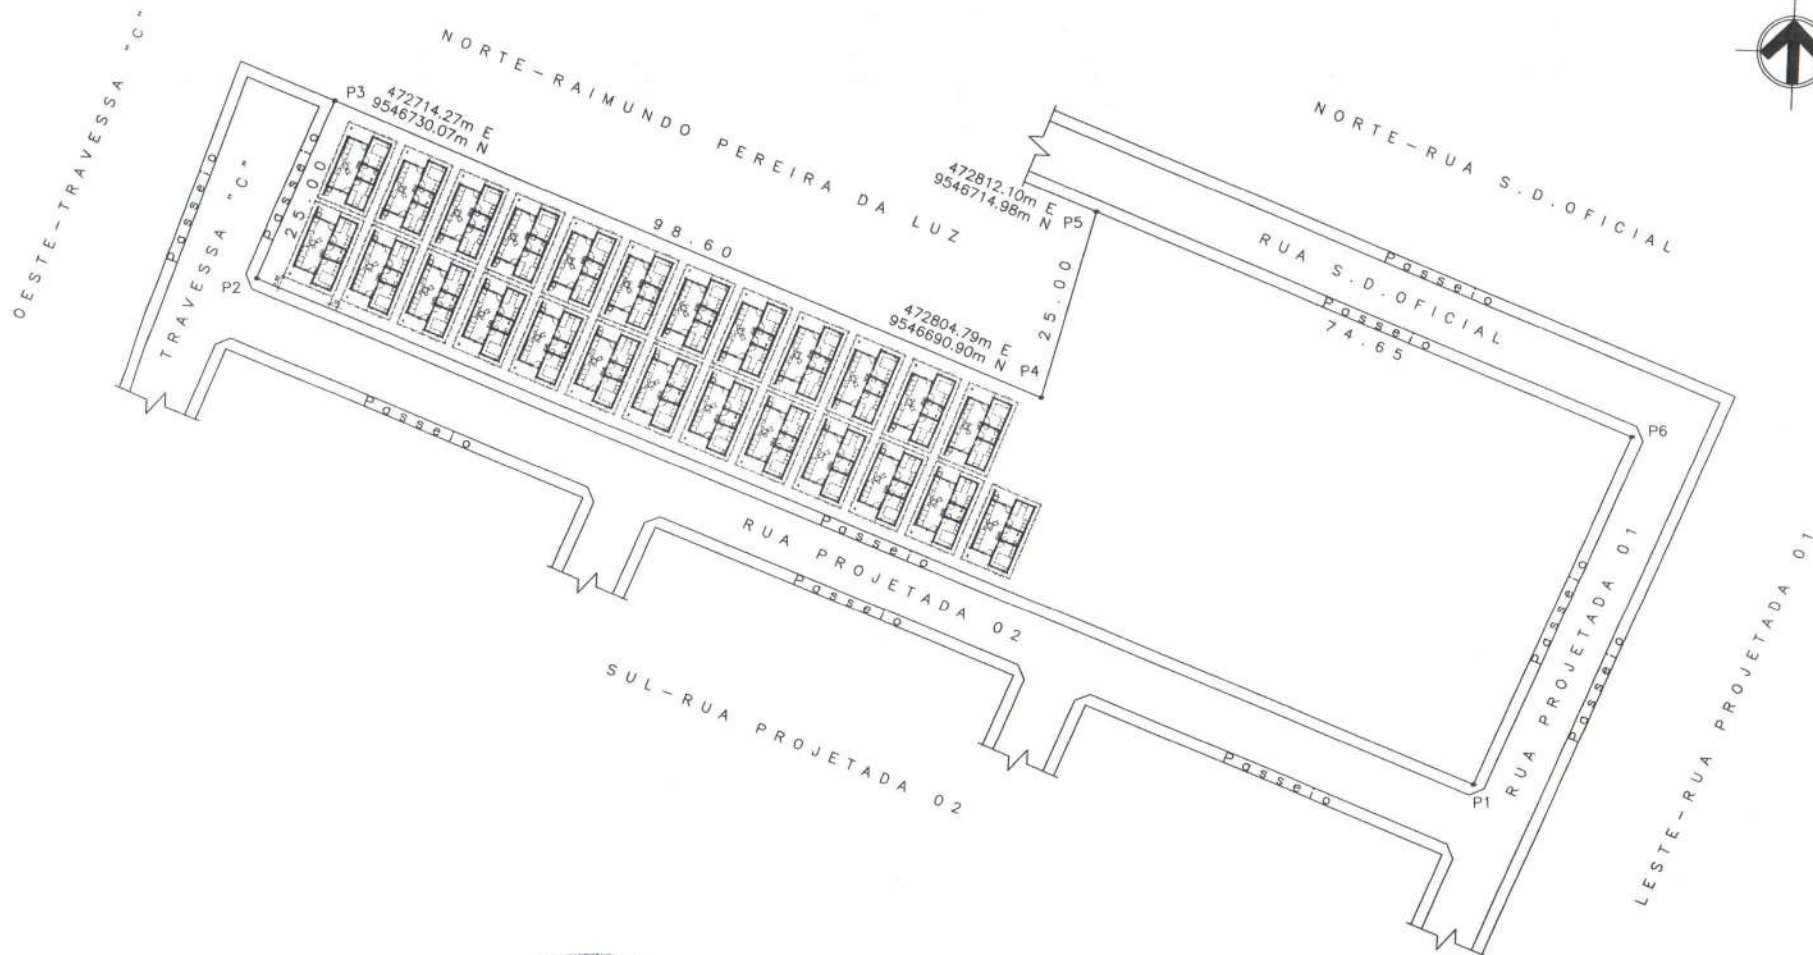 OESTE-TRAVESSA "C"
NORTE-RAIMUNDO PEREIRA DA LUZ
NORTE-RUA S.D.OFICIAL
P3
472714.27m E
9546730.07m N
Passeio
TRAVESSA "C"
Passeio
25.00
P2
98.60
472812.10m E
9546714.98m N
P5
25.00
472804.79m E
9546690.90m N
P4
RUA S.D.OFICIAL
Passeio
Passeio
74.65
P6
Passeio
RUA PROJETADA 02
Passeio
Passeio
SUL-RUA PROJETADA 02
Passeio
P1
Passeio
RUA PROJETADA 01
Passeio
LESTE-RUA PROJETADA 01